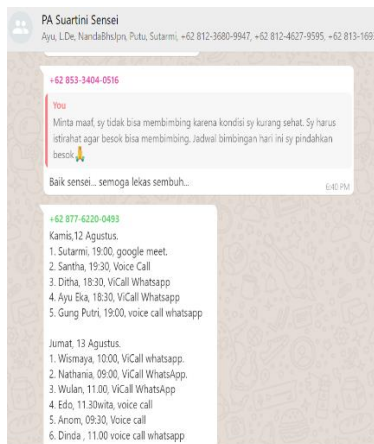 PA Suartini Sensei
Ayu, L.De, NandaBhsJpn, Putu, Sutarmi, +62 812-3680-9947, +62 812-4627-9595, +62 813-169
+62 853-3404-0516
You
Minta maaf, sy tidak bisa membimbing karena kondisi sy kurang sehat. Sy harus
istirahat agar besok bisa membimbing. Jadwal bimbingan hari ini sy pindahkan
besok🙏
Baik sensei... semoga lekas sembuh...
6:40 PM
+62 877-6220-0493
Kamis,12 Agustus.
1. Sutarmi, 19:00, google meet.
2. Santha, 19:30, Voice Call
3. Ditha, 18:30, ViCall Whatsapp
4. Ayu Eka, 18:30, ViCall Whatsapp
5. Gung Putri, 19:00, voice call whatsapp
Jumat, 13 Agustus.
1. Wismaya, 10:00, ViCall whatsapp.
2. Nathania, 09:00, ViCall WhatsApp.
3. Wulan, 11.00, ViCall WhatsApp
4. Edo, 11.30wita, voice call
5. Anom, 09:30, Voice call
6. Dinda , 11.00 voice call whatsapp